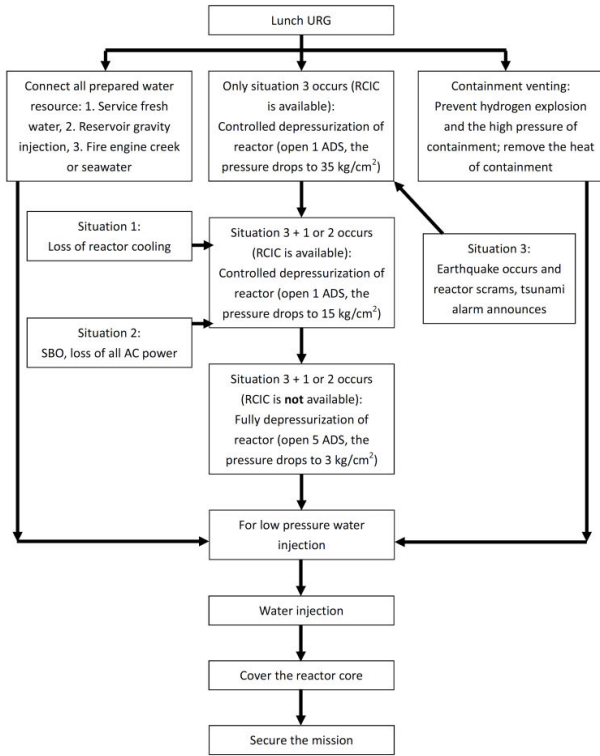 Lunch URG
Connect all prepared water
resource: 1. Service fresh
water, 2. Reservoir gravity
injection, 3. Fire engine creek
or seawater
Only situation 3 occurs (RCIC
is available):
Controlled depressurization of
reactor (open 1 ADS, the
pressure drops to 35 kg/cm²)
Containment venting:
Prevent hydrogen explosion
and the high pressure of
containment; remove the heat
of containment
Situation 1:
Loss of reactor cooling
Situation 3 + 1 or 2 occurs
(RCIC is available):
Controlled depressurization of
reactor (open 1 ADS, the
pressure drops to 15 kg/cm²)
Situation 3:
Earthquake occurs and
reactor scrams, tsunami
alarm announces
Situation 2:
SBO, loss of all AC power
Situation 3 + 1 or 2 occurs
(RCIC is not available):
Fully depressurization of
reactor (open 5 ADS, the
pressure drops to 3 kg/cm²)
For low pressure water
injection
Water injection
Cover the reactor core
Secure the mission